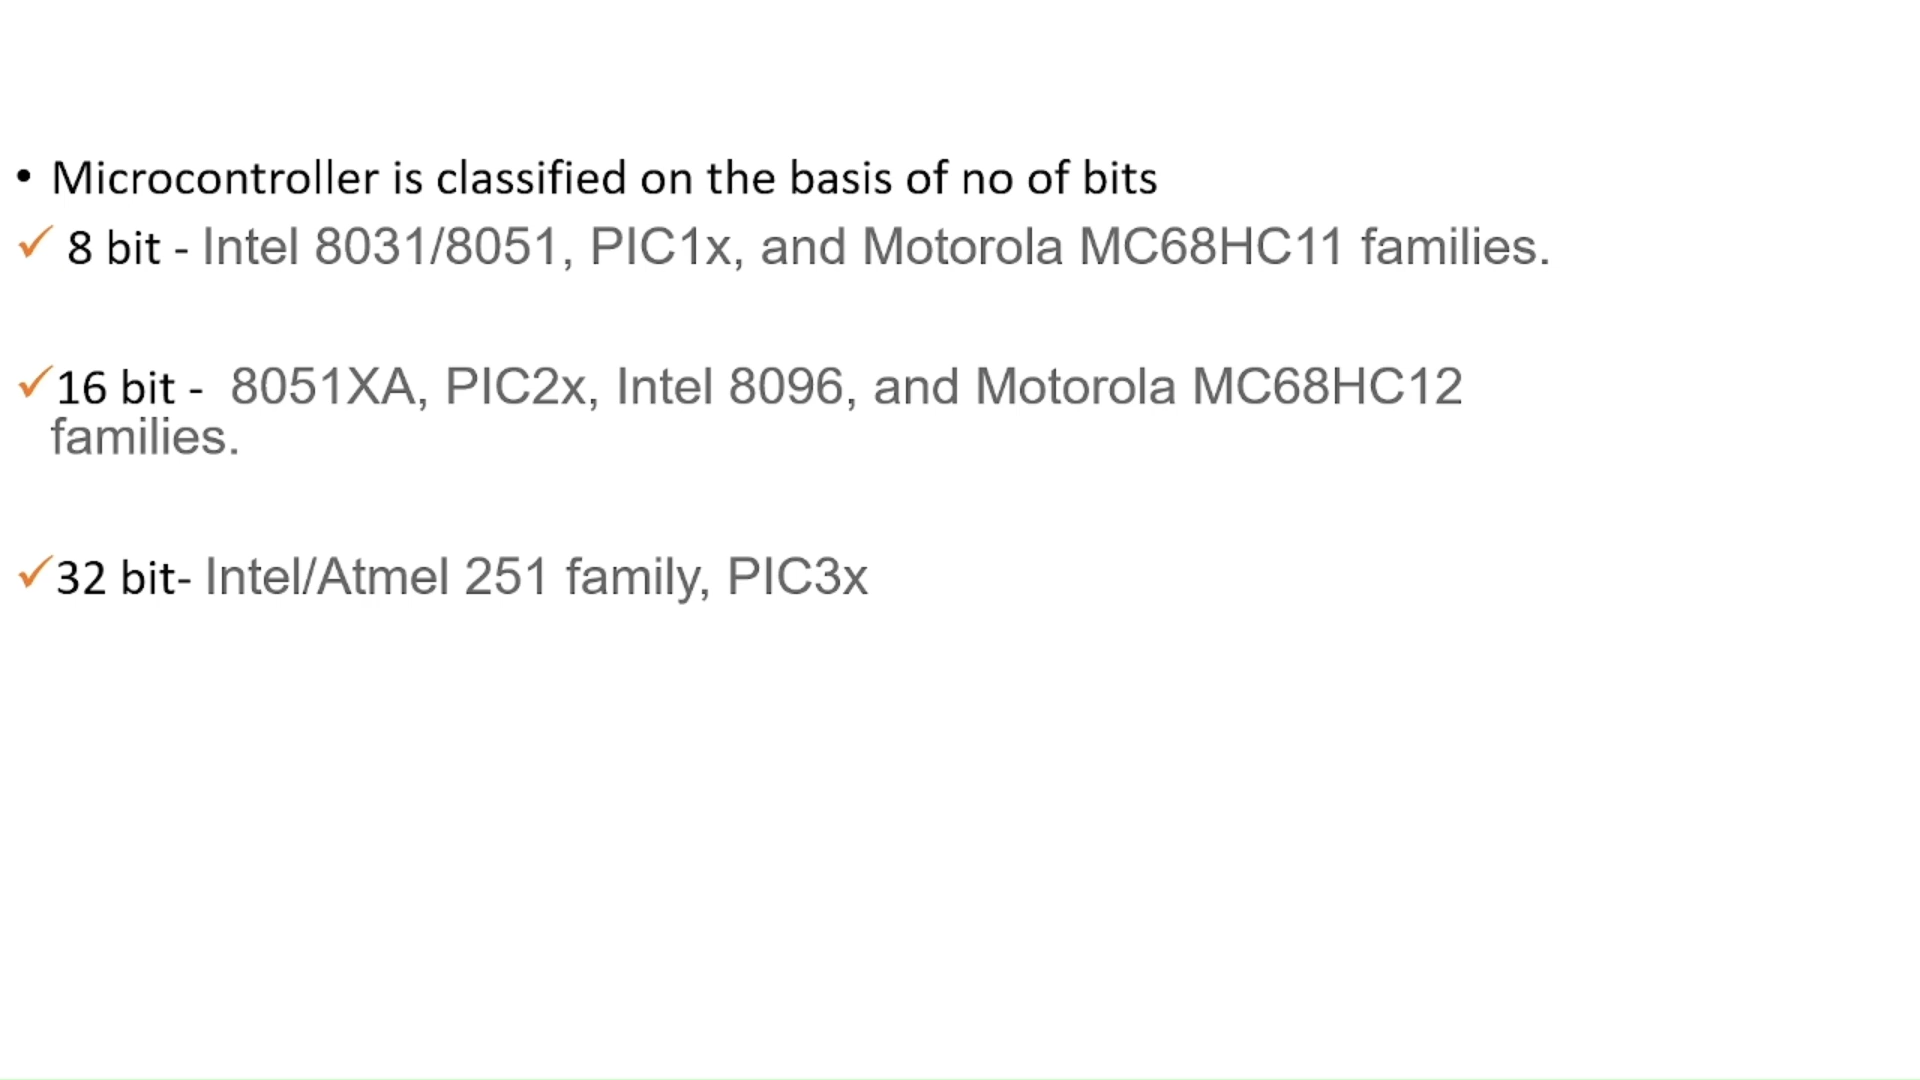 • Microcontroller is classified on the basis of no of bits
✓ 8 bit - Intel 8031/8051, PIC1x, and Motorola MC68HC11 families.
✓16 bit -  8051XA, PIC2x, Intel 8096, and Motorola MC68HC12
families.
✓32 bit- Intel/Atmel 251 family, PIC3x